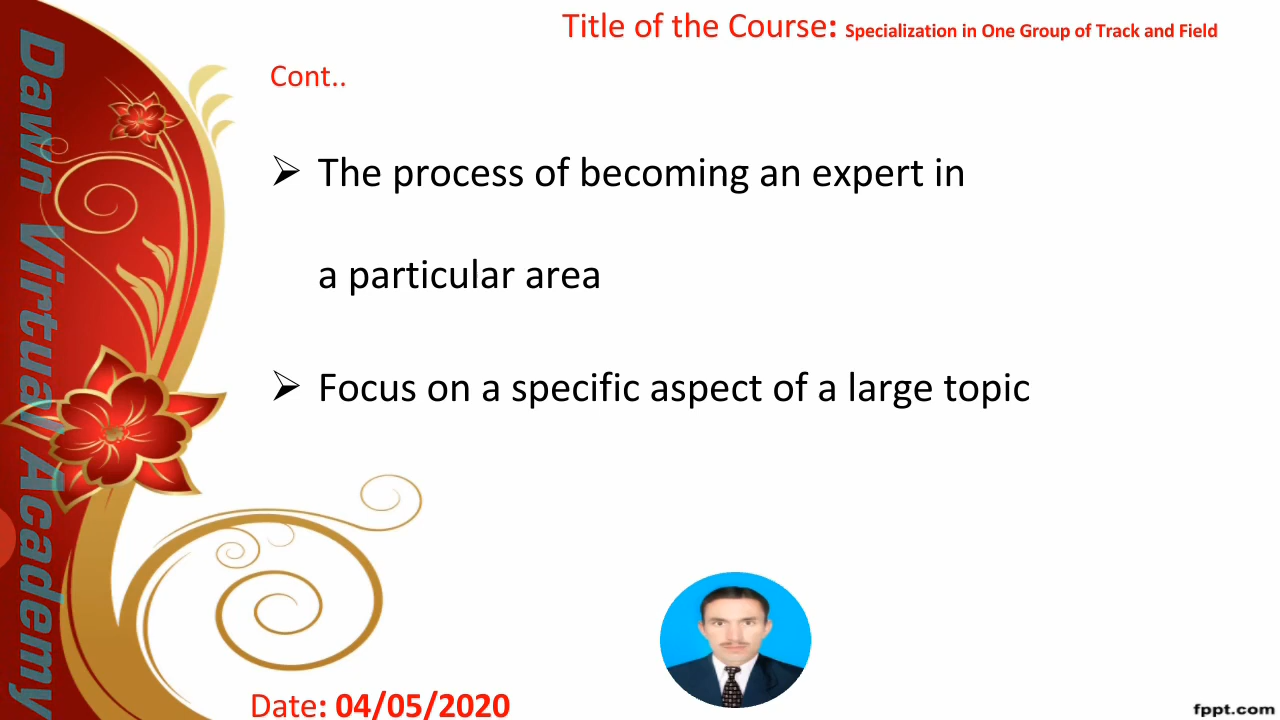 Title of the Course: Specialization in One Group of Track and Field
Cont..
➢ The process of becoming an expert in
a particular area
➢ Focus on a specific aspect of a large topic
Date: 04/05/2020
Dawn Virtual Academy
fppt.com